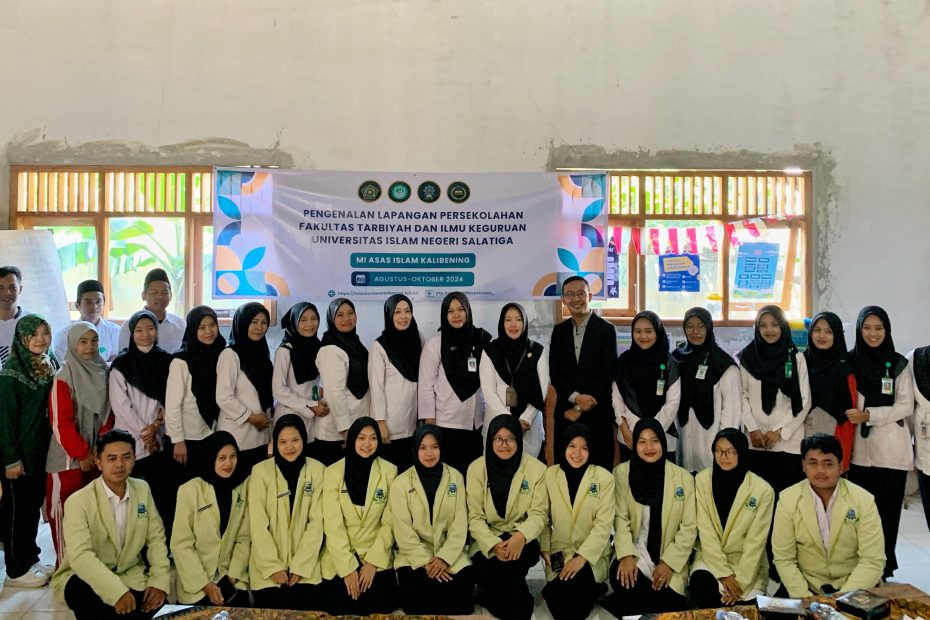 PENGENALAN LAPANGAN PERSEKOLAHAN
FAKULTAS TARBIYAH DAN ILMU KEGURUAN
UNIVERSITAS ISLAM NEGERI SALATIGA
MI ASAS ISLAM KALIBENING
AGUSTUS-OKTOBER 2024